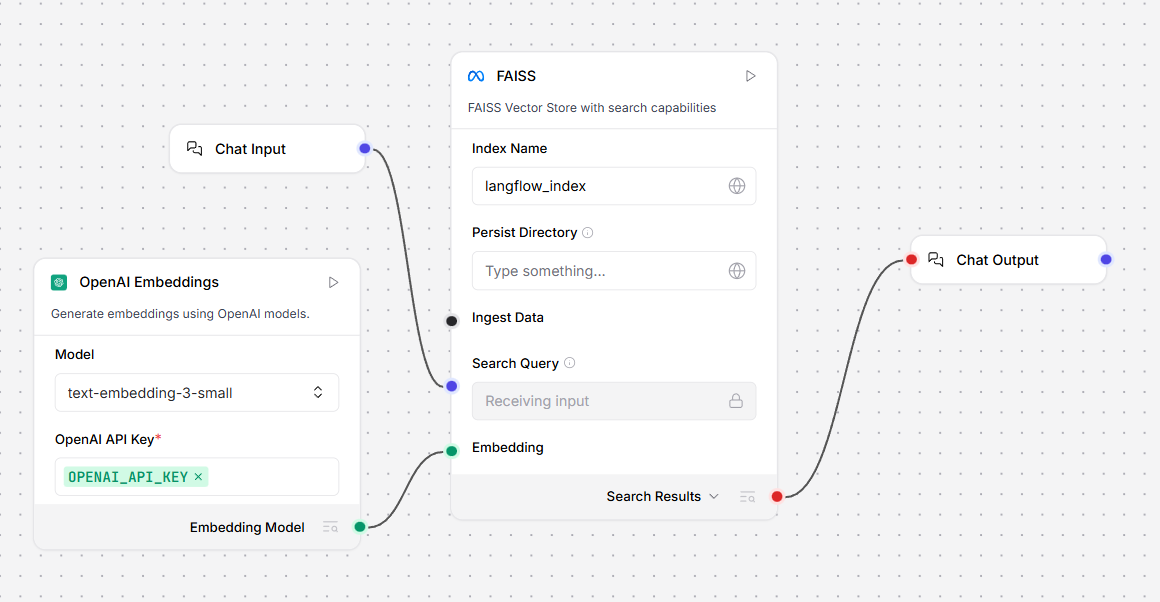 Chat Input
OpenAI Embeddings
Generate embeddings using OpenAI models.
Model
text-embedding-3-small
OpenAI API Key*
OPENAI_API_KEY ×
Embedding Model
FAISS
FAISS Vector Store with search capabilities
Index Name
langflow_index
Persist Directory
Type something...
Ingest Data
Search Query
Receiving input
Embedding
Search Results
Chat Output